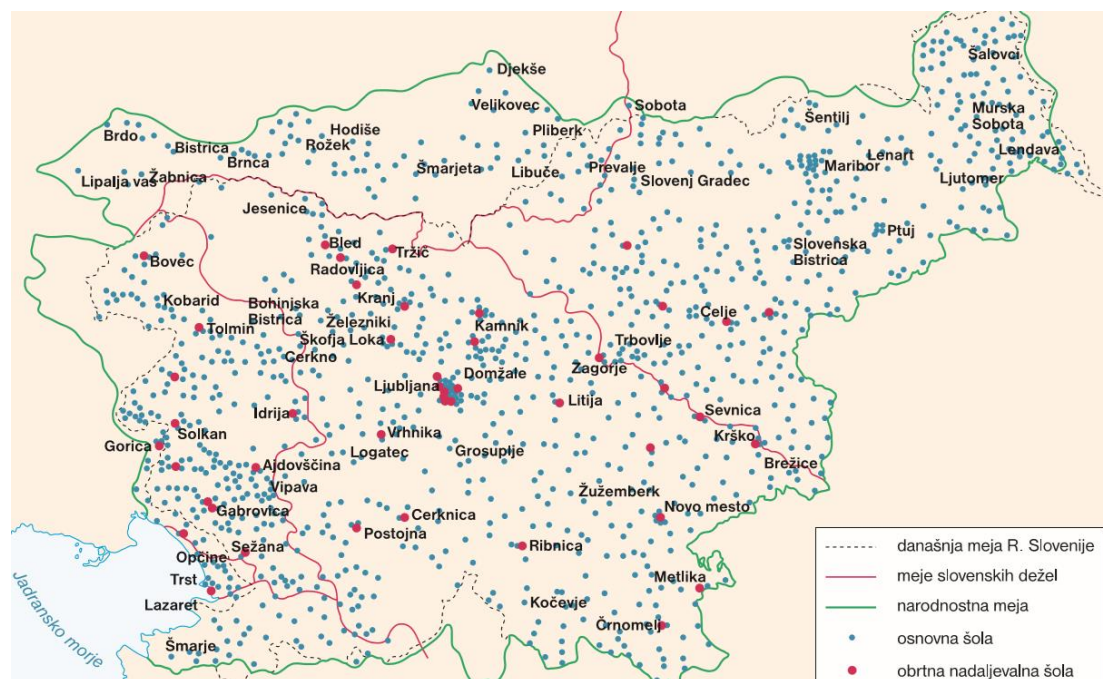 Djekše
Velikovec
Sobota
Šalovci
Brdo
Bistrica
Hodiše
Rožek
Brnca
Pliberk
Šentilj
Murska
Sobota
Lipalja vas
Žabnica
Šmarjeta
Libuče
Prevalje
Slovenj Gradec
Maribor
Lenart
Lendava
Ljutomer
Jesenice
Ptuj
Bled
Tržič
Slovenska
Bistrica
Bovec
Radovljica
Kobarid
Bohinjska
Bistrica
Kranj
Železniki
Kamnik
Celje
Tolmin
Škofja Loka
Trbovlje
Cerkno
Zagorje
Domžale
Ljubljana
Litija
Idrija
Sevnica
Solkan
Vrhnika
Krško
Gorica
Logatec
Grosuplje
Brežice
Ajdovščina
Vipava
Žužemberk
Gabrovica
Cerknica
Novo mesto
Postojna
Opčine
Sežana
Ribnica
Trst
Metlika
Lazaret
Kočevje
Črnomelj
Šmarje
Jadransko morje
današnja meja R. Slovenije
meje slovenskih dežel
narodnostna meja
osnovna šola
obrtna nadaljevalna šola